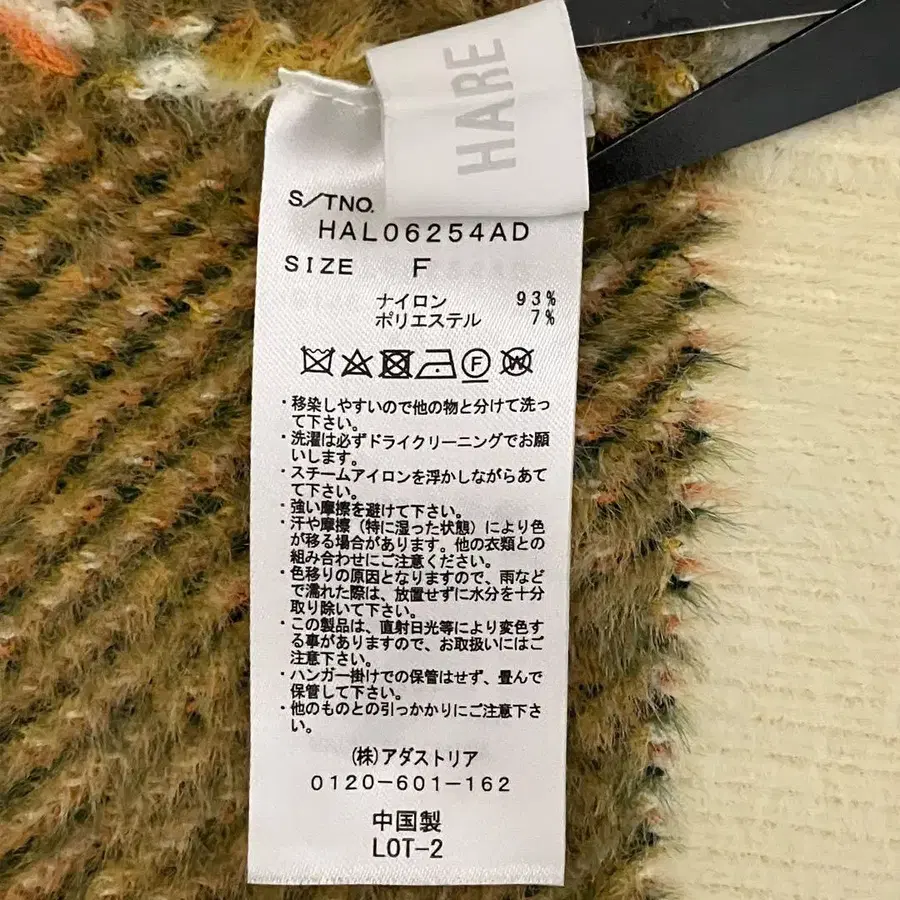 HARE
S/TNO.
HAL06254AD
SIZE F
ナイロン 93%
ポリエステル 7%
F
W
・移染しやすいので他の物と分けて洗っ
て下さい。
・洗濯は必ずドライクリーニングでお願
いします。
・スチームアイロンを浮かしながらあて
て下さい。
・強い摩擦を避けて下さい。
・汗や摩擦(特に湿った状態)により色
が移る場合があります。他の衣類との
組み合わせにご注意ください。
・色移りの原因となりますので、雨など
で濡れた際は、放置せずに水分を十分
取り除いて下さい。
・この製品は、直射日光等により変色す
る事がありますので、お取扱いにはご
注意下さい。
・ハンガー掛けでの保管はせず、畳んで
保管して下さい。
・他のものとの引っかかりにご注意下さ
い。
(株)アダストリア
0120-601-162
中国製
LOT-2